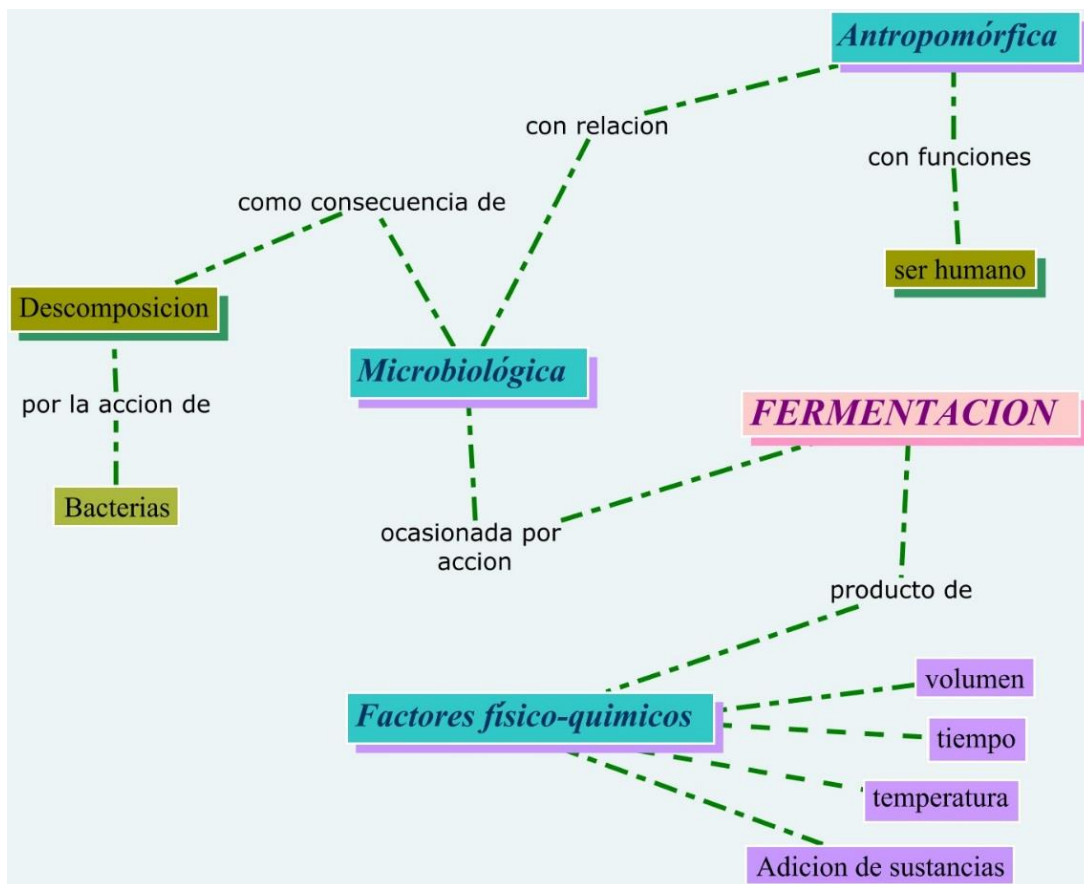 Antropomórfica
con relacion
con funciones
como consecuencia de
ser humano
Descomposicion
Microbiológica
por la accion de
FERMENTACION
Bacterias
ocasionada por
accion
producto de
volumen
Factores físico-quimicos
tiempo
temperatura
Adicion de sustancias